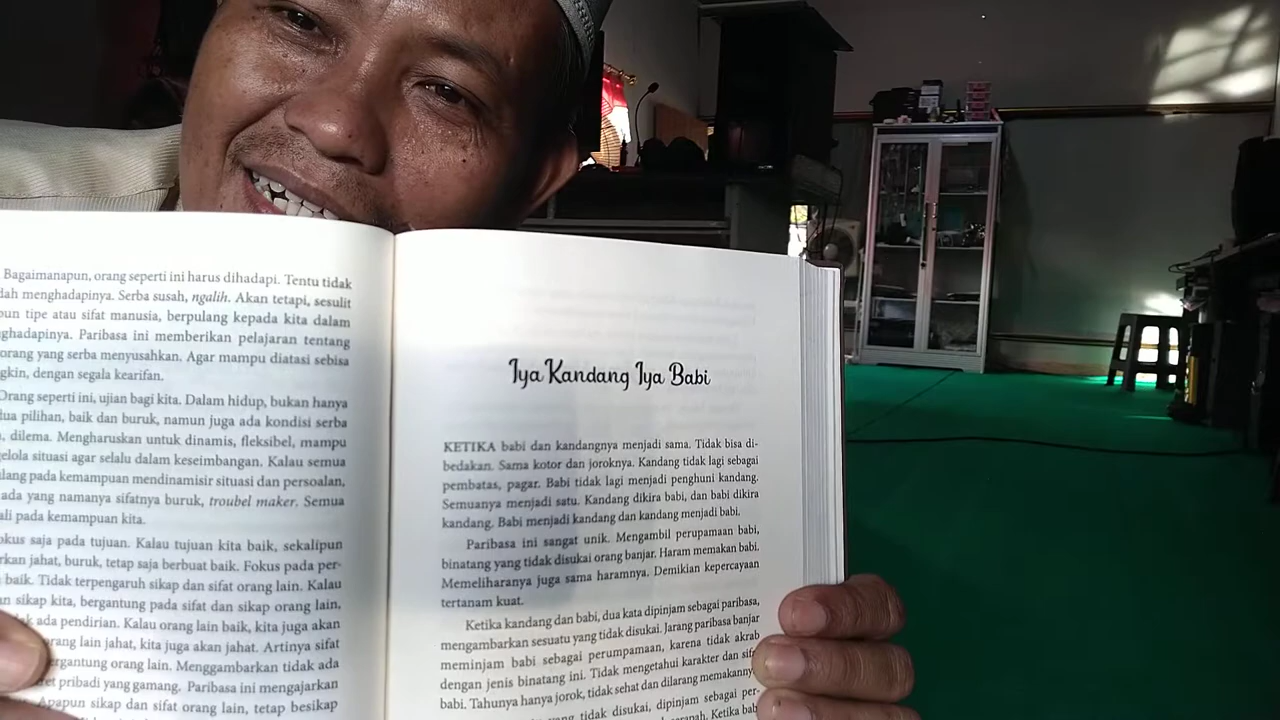 Bagaimanapun, orang seperti ini harus dihadapi. Tentu tidak
menghadapinya. Serba susah, ngalih. Akan tetapi, sesulit
tipe atau sifat manusia, berpulang kepada kita dalam
Paribasa ini memberikan pelajaran tentang
orang yang serba menyusahkan. Agar mampu diatasi sebisa
dengan segala kearifan.
Orang seperti ini, ujian bagi kita. Dalam hidup, bukan hanya
pilihan, baik dan buruk, namun juga ada kondisi serba
dilema. Mengharuskan untuk dinamis, fleksibel, mampu
situasi agar selalu dalam keseimbangan. Kalau semua
pada kemampuan mendinamisir situasi dan persoalan,
ada yang namanya sifatnya buruk, troubel maker. Semua
pada kemampuan kita.
saja pada tujuan. Kalau tujuan kita baik, sekalipun
jahat, buruk, tetap saja berbuat baik. Fokus pada per-
baik. Tidak terpengaruh sikap dan sifat orang lain. Kalau
sikap kita, bergantung pada sifat dan sikap orang lain,
ada pendirian. Kalau orang lain baik, kita juga akan
orang lain jahat, kita juga akan jahat. Artinya sifat
orang lain. Menggambarkan tidak ada
pribadi yang gamang. Paribasa ini mengajarkan
Apapun sikap dan sifat orang lain, tetap besikap
Iya Kandang Iya Babi
KETIKA babi dan kandangnya menjadi sama. Tidak bisa di-
bedakan. Sama kotor dan joroknya. Kandang tidak lagi sebagai
pembatas, pagar. Babi tidak lagi menjadi penghuni kandang.
Semuanya menjadi satu. Kandang dikira babi, dan babi dikira
kandang. Babi menjadi kandang dan kandang menjadi babi.
Paribasa ini sangat unik. Mengambil perupamaan babi,
binatang yang tidak disukai orang banjar. Haram memakan babi.
Memeliharanya juga sama haramnya. Demikian kepercayaan
tertanam kuat.
Ketika kandang dan babi, dua kata dipinjam sebagai paribasa,
mengambarkan sesuatu yang tidak disukai. Jarang paribasa banjar
meminjam babi sebagai perumpamaan, karena tidak akrab
dengan jenis binatang ini. Tidak mengetahui karakter dan
babi. Tahunya hanya jorok, tidak sehat dan dilarang
yang tidak disukai, dipinjam sebagai per-
Ketika